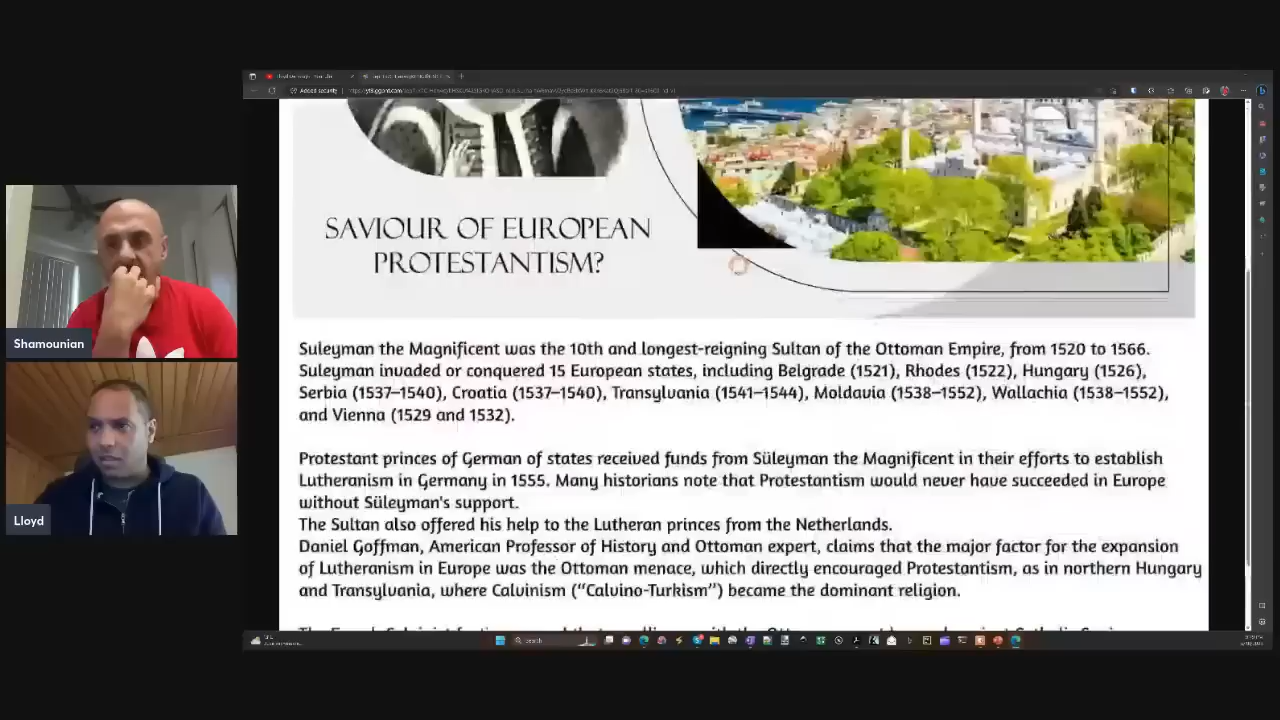 Added security
SAVIOUR OF EUROPEAN
PROTESTANTISM?
Shamounian
Suleyman the Magnificent was the 10th and longest-reigning Sultan of the Ottoman Empire, from 1520 to 1566.
Suleyman invaded or conquered 15 European states, including Belgrade (1521), Rhodes (1522), Hungary (1526),
Serbia (1537–1540), Croatia (1537–1540), Transylvania (1541–1544), Moldavia (1538–1552), Wallachia (1538–1552),
and Vienna (1529 and 1532).
Protestant princes of German of states received funds from Süleyman the Magnificent in their efforts to establish
Lutheranism in Germany in 1555. Many historians note that Protestantism would never have succeeded in Europe
without Süleyman's support.
Lloyd
The Sultan also offered his help to the Lutheran princes from the Netherlands.
Daniel Goffman, American Professor of History and Ottoman expert, claims that the major factor for the expansion
of Lutheranism in Europe was the Ottoman menace, which directly encouraged Protestantism, as in northern Hungary
and Transylvania, where Calvinism (“Calvino-Turkism”) became the dominant religion.
Search